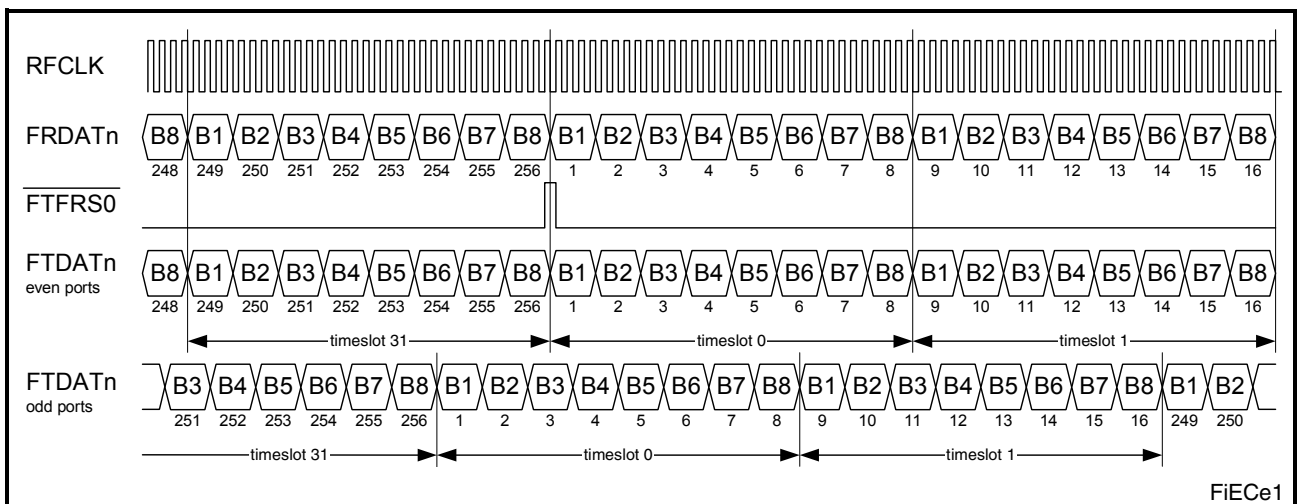 RFCLK
FRDATn B8 B1 B2 B3 B4 B5 B6 B7 B8 B1 B2 B3 B4 B5 B6 B7 B8 B1 B2 B3 B4 B5 B6 B7 B8
248 249 250 251 252 253 254 255 256 1 2 3 4 5 6 7 8 9 10 11 12 13 14 15 16
FTFRS0
FTDATn B8 B1 B2 B3 B4 B5 B6 B7 B8 B1 B2 B3 B4 B5 B6 B7 B8 B1 B2 B3 B4 B5 B6 B7 B8
even ports
248 249 250 251 252 253 254 255 256 1 2 3 4 5 6 7 8 9 10 11 12 13 14 15 16
timeslot 31 timeslot 0 timeslot 1
FTDATn B3 B4 B5 B6 B7 B8 B1 B2 B3 B4 B5 B6 B7 B8 B1 B2 B3 B4 B5 B6 B7 B8 B1 B2
odd ports
251 252 253 254 255 256 1 2 3 4 5 6 7 8 9 10 11 12 13 14 15 16 249 250
timeslot 31 timeslot 0 timeslot 1
FiECe1